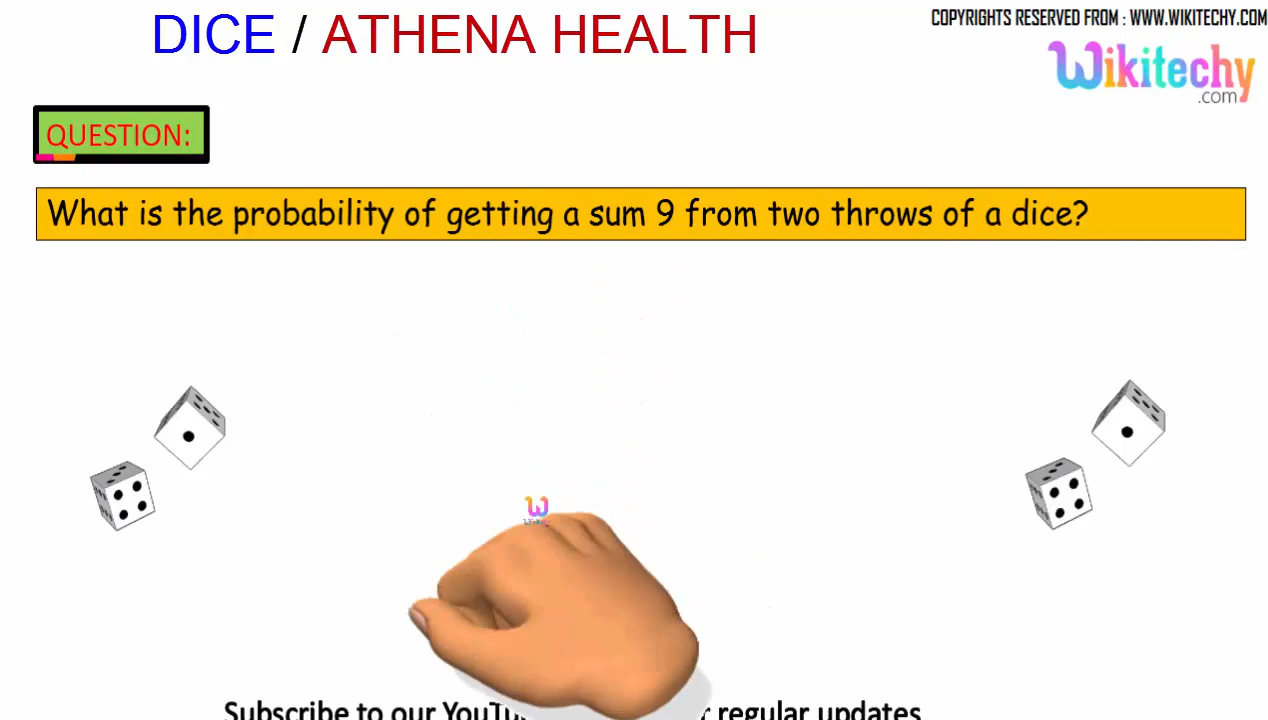 DICE / ATHENA HEALTH
COPYRIGHTS RESERVED FROM : WWW.WIKITECHY.COM
Wikitechy
.com
QUESTION:
What is the probability of getting a sum 9 from two throws of a dice?
W
Subscribe to our regular updates